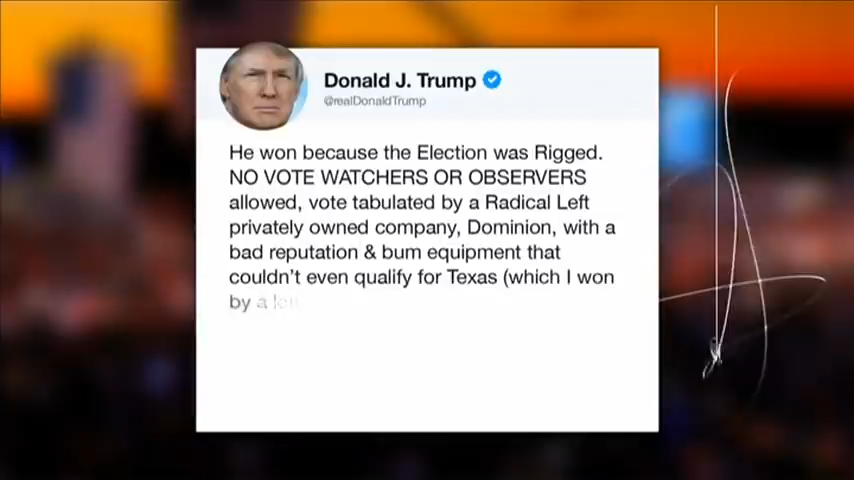 Donald J. Trump
@realDonaldTrump
He won because the Election was Rigged.
NO VOTE WATCHERS OR OBSERVERS
allowed, vote tabulated by a Radical Left
privately owned company, Dominion, with a
bad reputation & bum equipment that
couldn't even qualify for Texas (which I won
by a